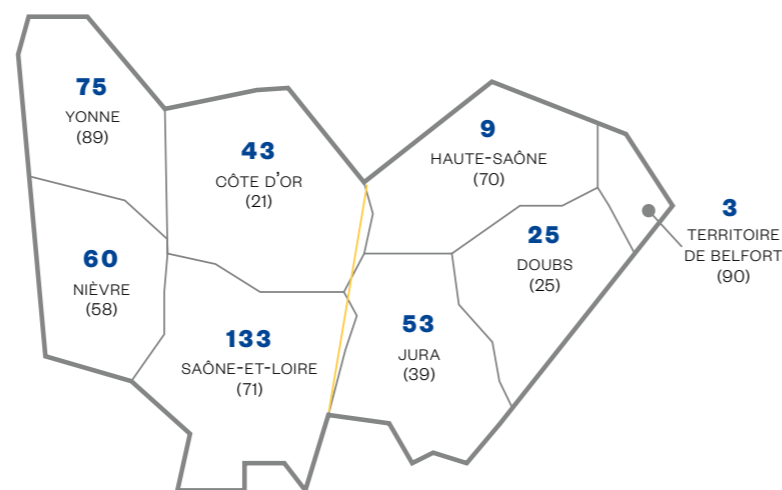 75
YONNE
(89)
43
CÔTE D'OR
(21)
9
HAUTE-SAÔNE
(70)
3
TERRITOIRE
DE BELFORT
(90)
60
NIÈVRE
(58)
25
DOUBS
(25)
133
SAÔNE-ET-LOIRE
(71)
53
JURA
(39)